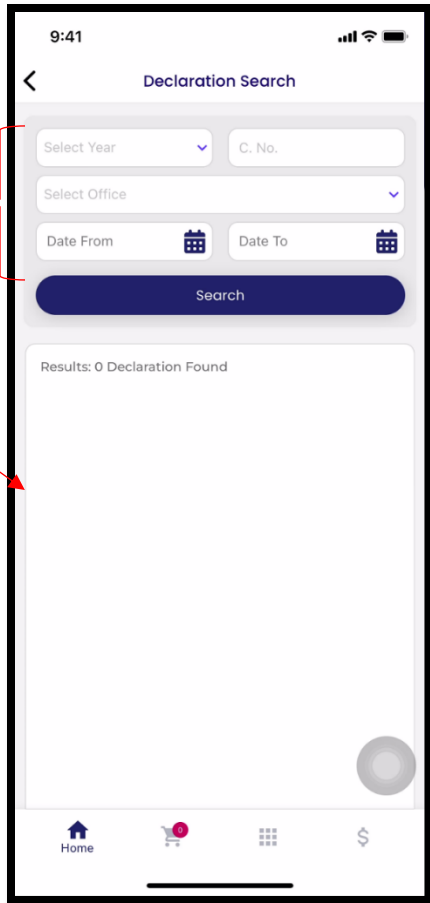 9:41
Declaration Search
Select Year
C. No.
Select Office
Date From
Date To
Search
Results: 0 Declaration Found
0
$
Home